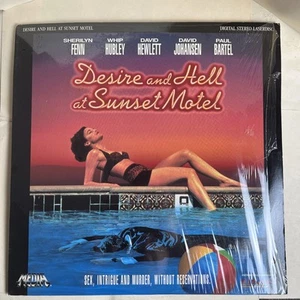 DESIRE AND HELL AT SUNSET MOTEL
DIGITAL STEREO LASERDISC
SHERILYN FENN
WHIP HUBLEY
DAVID HEWLETT
DAVID JOHANSEN
PAUL BARTEL
Desire and Hell
at Sunset Motel
SEX, INTRIGUE AND MURDER, WITHOUT RESERVATIONS.